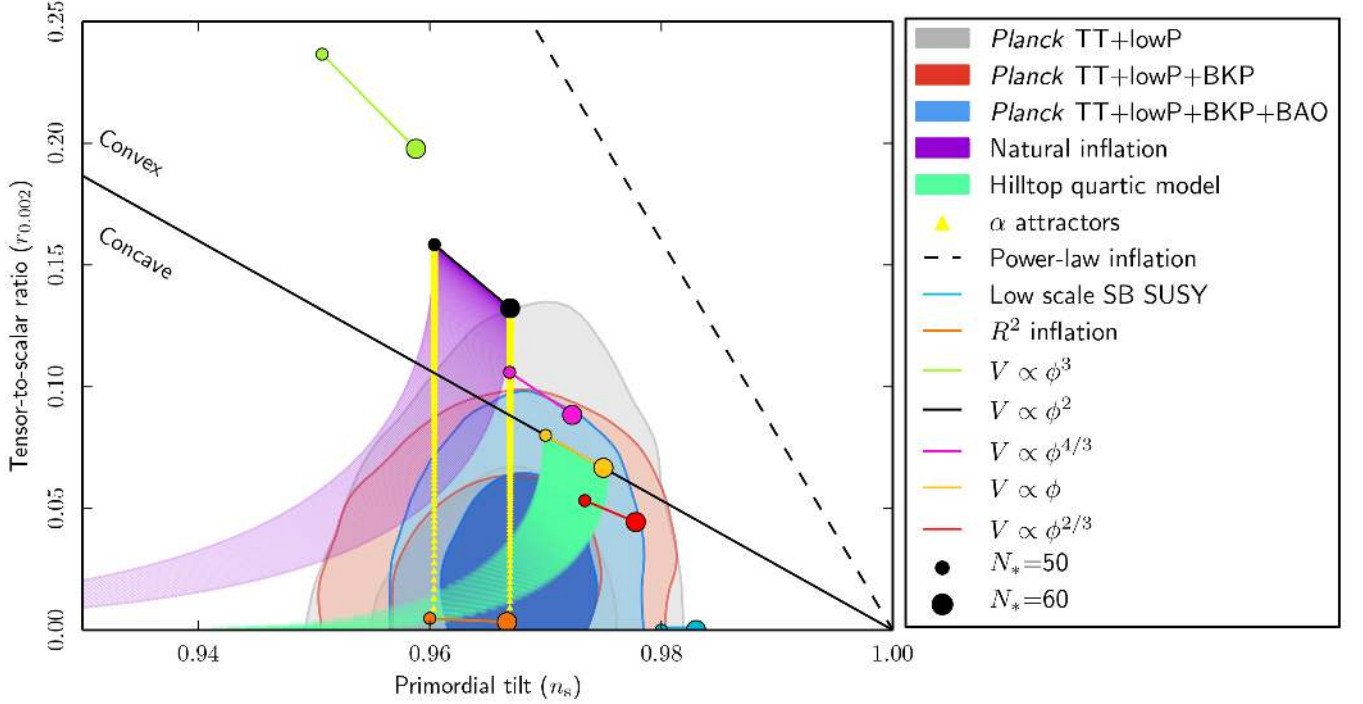 0.25
0.20
0.15
0.10
0.05
0.00
Tensor-to-scalar ratio (r₀.₀₀₂)
Convex
Concave
0.94
0.96
0.98
1.00
Primordial tilt (nₛ)
Planck TT+lowP
Planck TT+lowP+BKP
Planck TT+lowP+BKP+BAO
Natural inflation
Hilltop quartic model
α attractors
Power-law inflation
Low scale SB SUSY
R² inflation
V ∝ φ³
V ∝ φ²
V ∝ φ^{4/3}
V ∝ φ
V ∝ φ^{2/3}
N_*=50
N_*=60